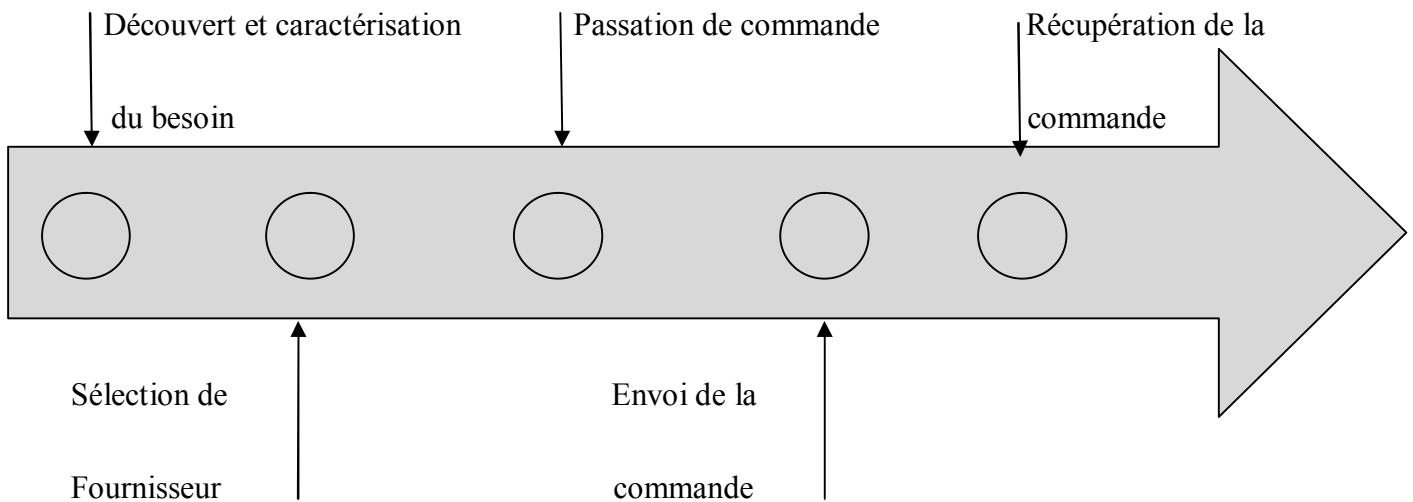 Découvert et caractérisation
du besoin
Passation de commande
Récupération de la
commande
Sélection de
Fournisseur
Envoi de la
commande